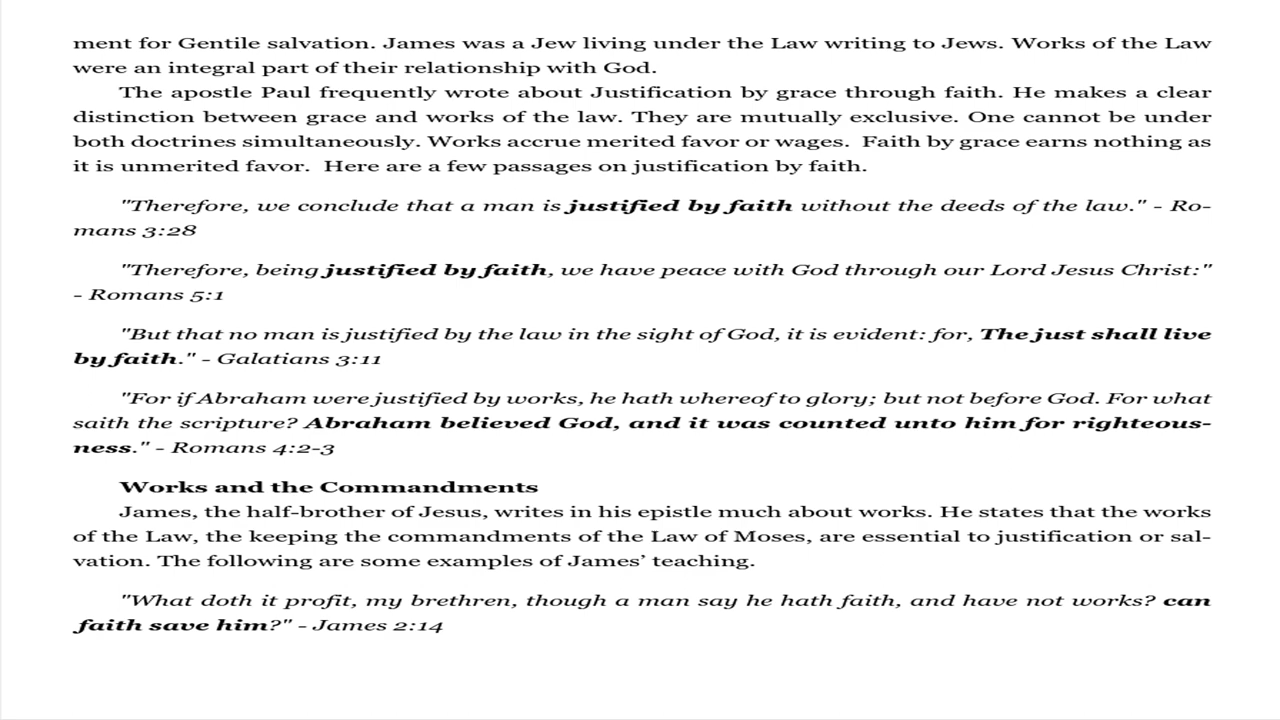 ment for Gentile salvation. James was a Jew living under the Law writing to Jews. Works of the Law
were an integral part of their relationship with God.
The apostle Paul frequently wrote about Justification by grace through faith. He makes a clear
distinction between grace and works of the law. They are mutually exclusive. One cannot be under
both doctrines simultaneously. Works accrue merited favor or wages.  Faith by grace earns nothing as
it is unmerited favor.  Here are a few passages on justification by faith.
"Therefore, we conclude that a man is justified by faith without the deeds of the law." - Ro-
mans 3:28
"Therefore, being justified by faith, we have peace with God through our Lord Jesus Christ:"
- Romans 5:1
"But that no man is justified by the law in the sight of God, it is evident: for, The just shall live
by faith." - Galatians 3:11
"For if Abraham were justified by works, he hath whereof to glory; but not before God. For what
saith the scripture? Abraham believed God, and it was counted unto him for righteous-
ness." - Romans 4:2-3
Works and the Commandments
James, the half-brother of Jesus, writes in his epistle much about works. He states that the works
of the Law, the keeping the commandments of the Law of Moses, are essential to justification or sal-
vation. The following are some examples of James’ teaching.
"What doth it profit, my brethren, though a man say he hath faith, and have not works? can
faith save him?" - James 2:14